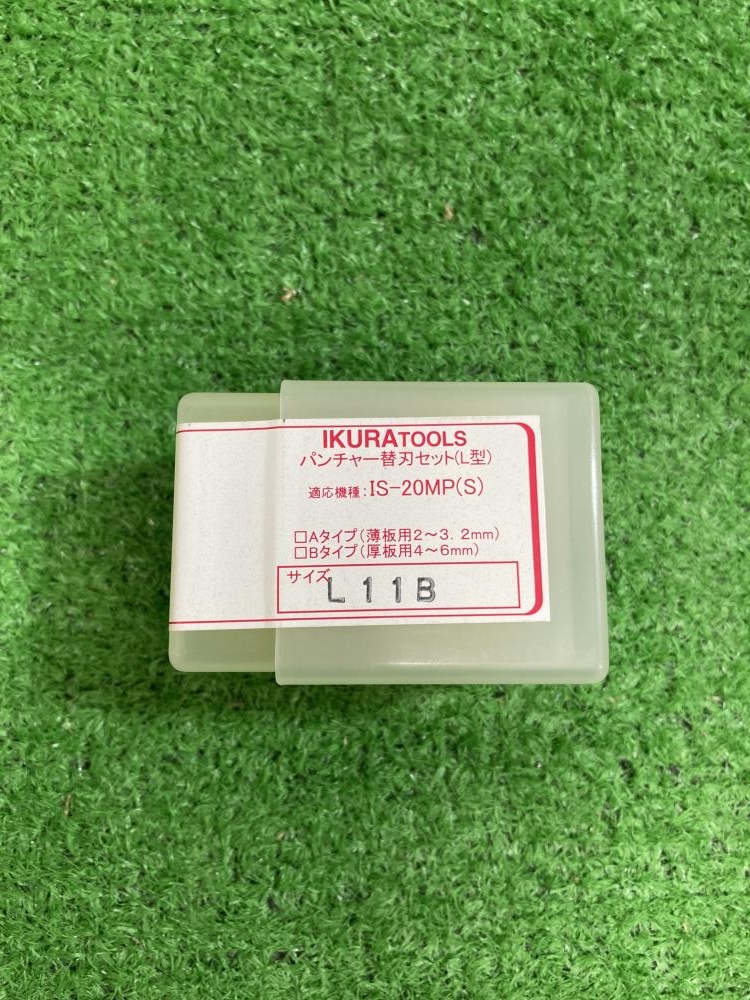 IKURATOOLS
パンチャー替刃セット(L型)
適応機種:IS-20MP(S)
□Aタイプ(薄板用2〜3.2mm)
□Bタイプ(厚板用4〜6mm)
サイズ
L11B